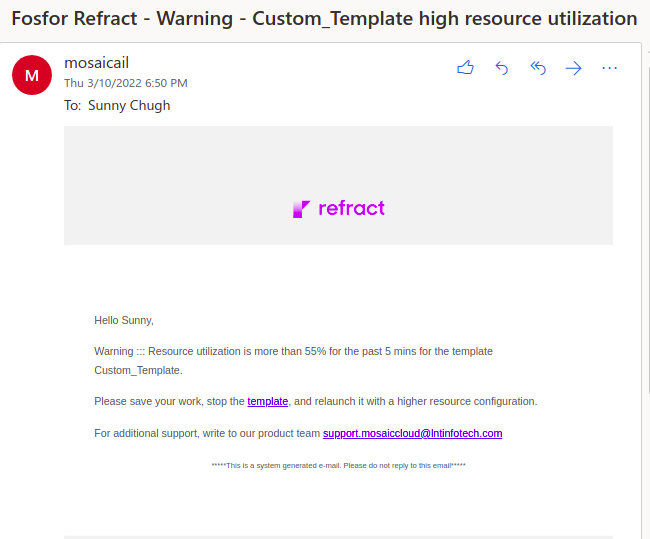 Fosfor Refract - Warning - Custom_Template high resource utilization
M
mosaicail
Thu 3/10/2022 6:50 PM
To: Sunny Chugh
refract
Hello Sunny,
Warning ::: Resource utilization is more than 55% for the past 5 mins for the template
Custom_Template.
Please save your work, stop the template, and relaunch it with a higher resource configuration.
For additional support, write to our product team support.mosaiccloud@lntinfotech.com
*****This is a system generated e-mail. Please do not reply to this email*****